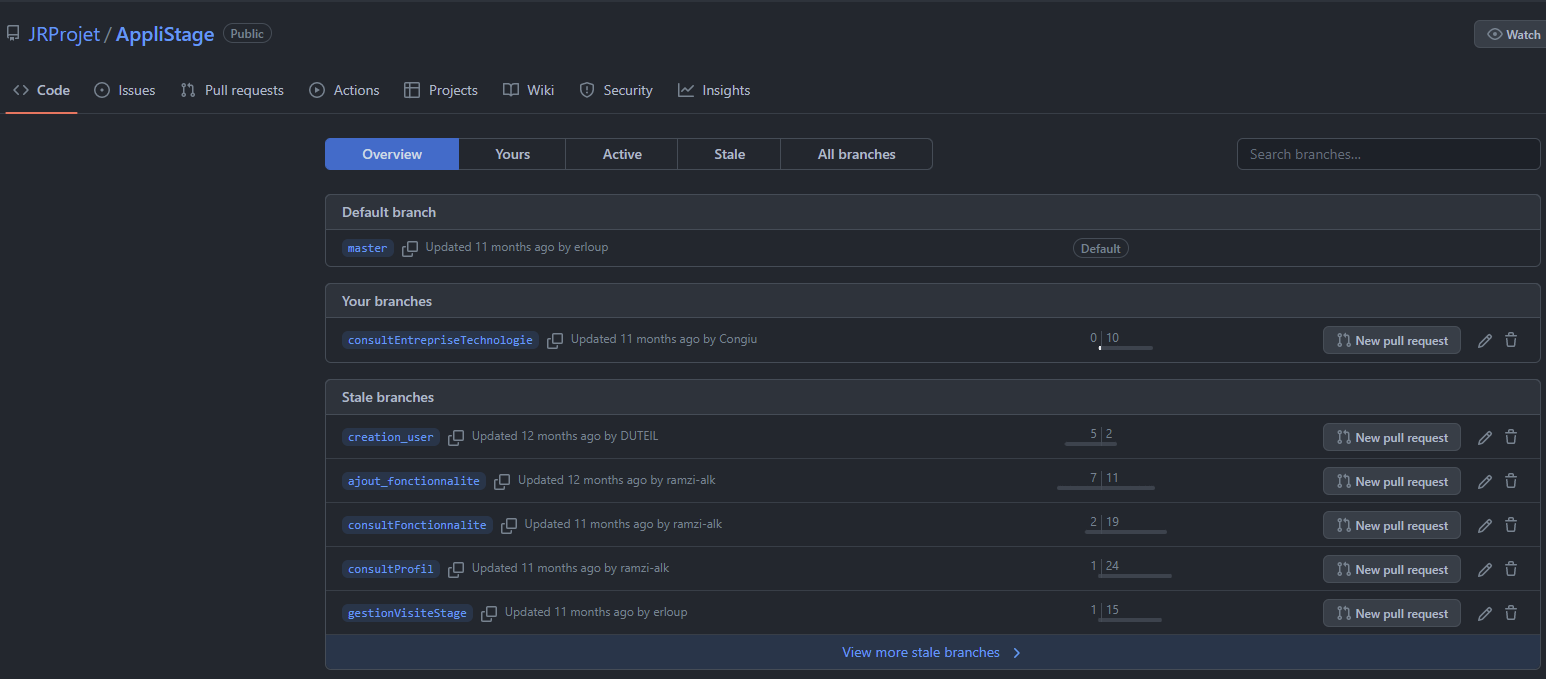 JRProjet / AppliStage Public
Watch
Code Issues Pull requests Actions Projects Wiki Security Insights
Overview Yours Active Stale All branches Search branches...
Default branch
master Updated 11 months ago by erloup Default
Your branches
consultEntrepriseTechnologie Updated 11 months ago by Congiu 0 10 New pull request
Stale branches
creation_user Updated 12 months ago by DUTEIL 5 2 New pull request
ajout_fonctionnalite Updated 12 months ago by ramzi-alk 7 11 New pull request
consultFonctionnalite Updated 11 months ago by ramzi-alk 2 19 New pull request
consultProfil Updated 11 months ago by ramzi-alk 1 24 New pull request
gestionVisiteStage Updated 11 months ago by erloup 1 15 New pull request
View more stale branches